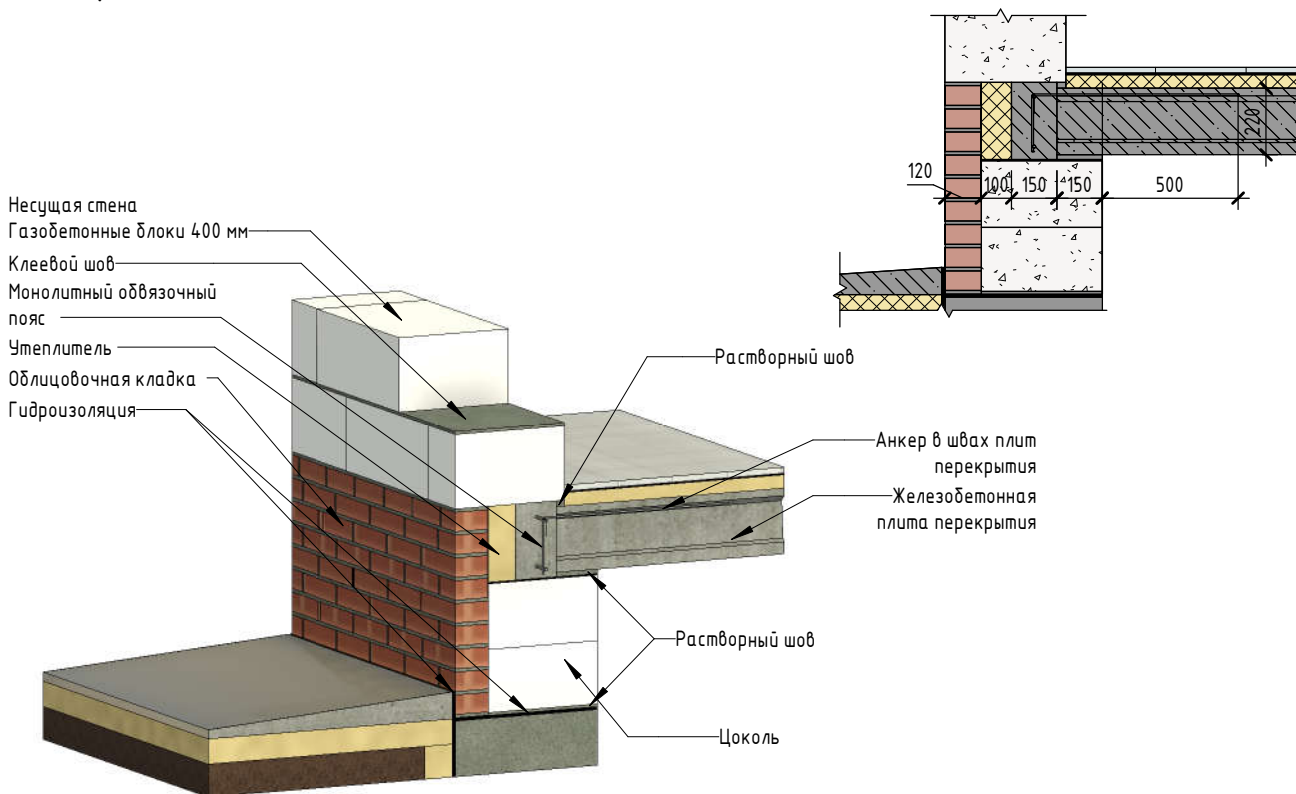 120
100
150
150
500
220
Несущая стена
Газобетонные блоки 400 мм
Клеевой шов
Монолитный обвязочный
пояс
Утеплитель
Облицовочная кладка
Гидроизоляция
Растворный шов
Анкер в швах плит
перекрытия
Железобетонная
плита перекрытия
Растворный шов
Цоколь